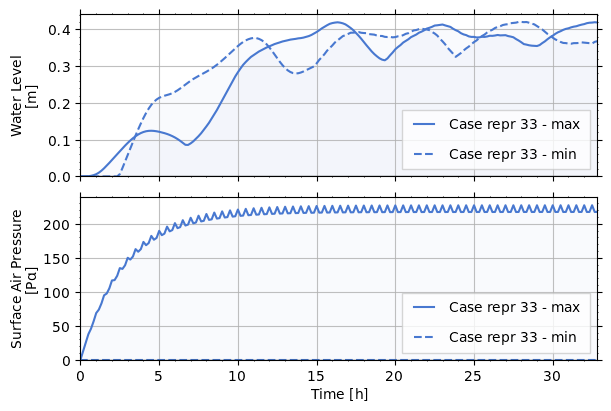 0.4
0.3
0.2
0.1
0.0
Water Level
[m]
Case repr 33 - max
Case repr 33 - min
200
150
100
50
0
Surface Air Pressure
[Pa]
Case repr 33 - max
Case repr 33 - min
0 5 10 15 20 25 30
Time [h]